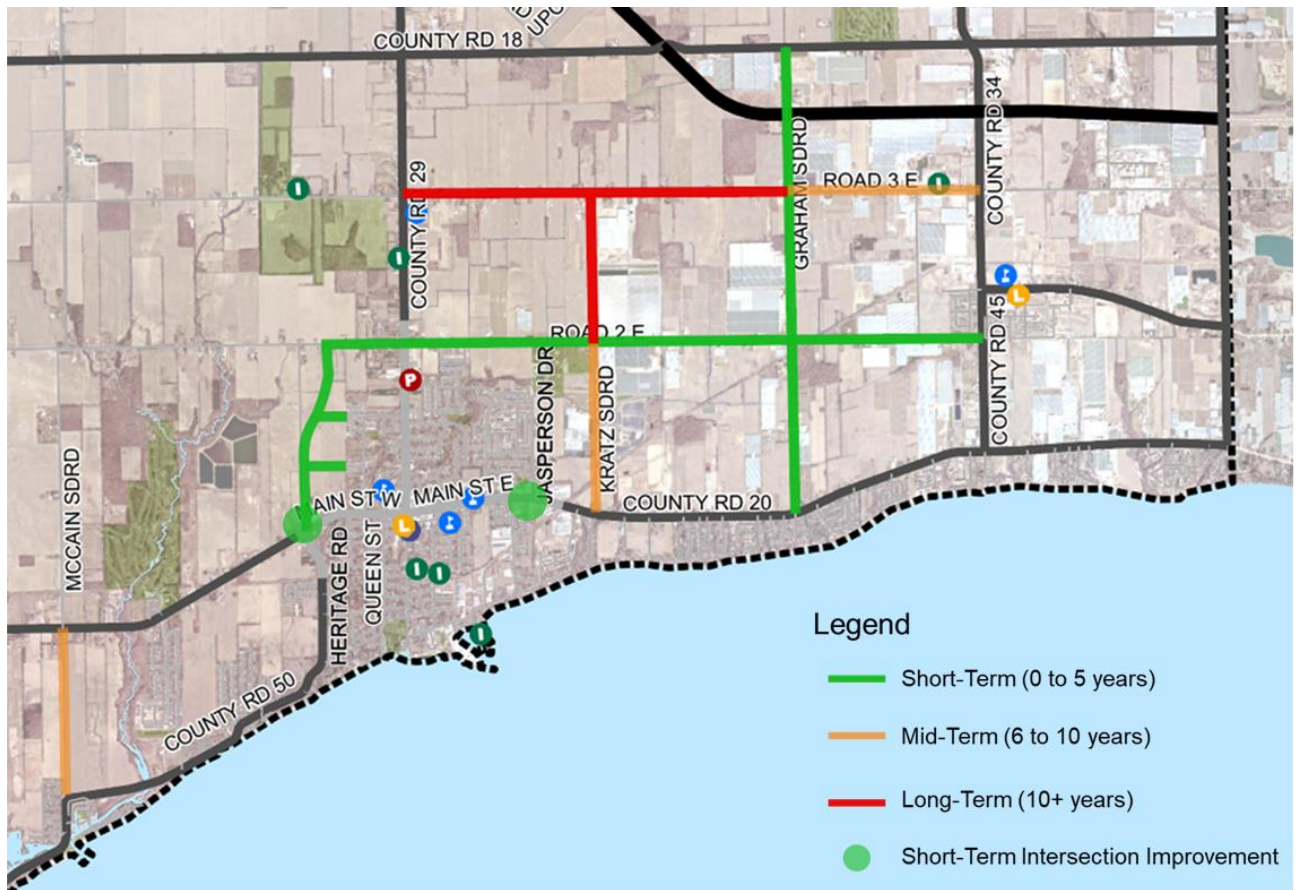 COUNTY RD 18
COUNTY RD 34
GRAHAM SDRD
ROAD 3 E
COUNTY RD 29
ROAD 2 E
COUNTY RD 45
JASPERSON DR
KRATZ SDRD
P
L
MAIN ST W
MAIN ST E
COUNTY RD 20
MCCAIN SDRD
HERITAGE RD
QUEEN ST
L
COUNTY RD 50
Legend
Short-Term (0 to 5 years)
Mid-Term (6 to 10 years)
Long-Term (10+ years)
Short-Term Intersection Improvement